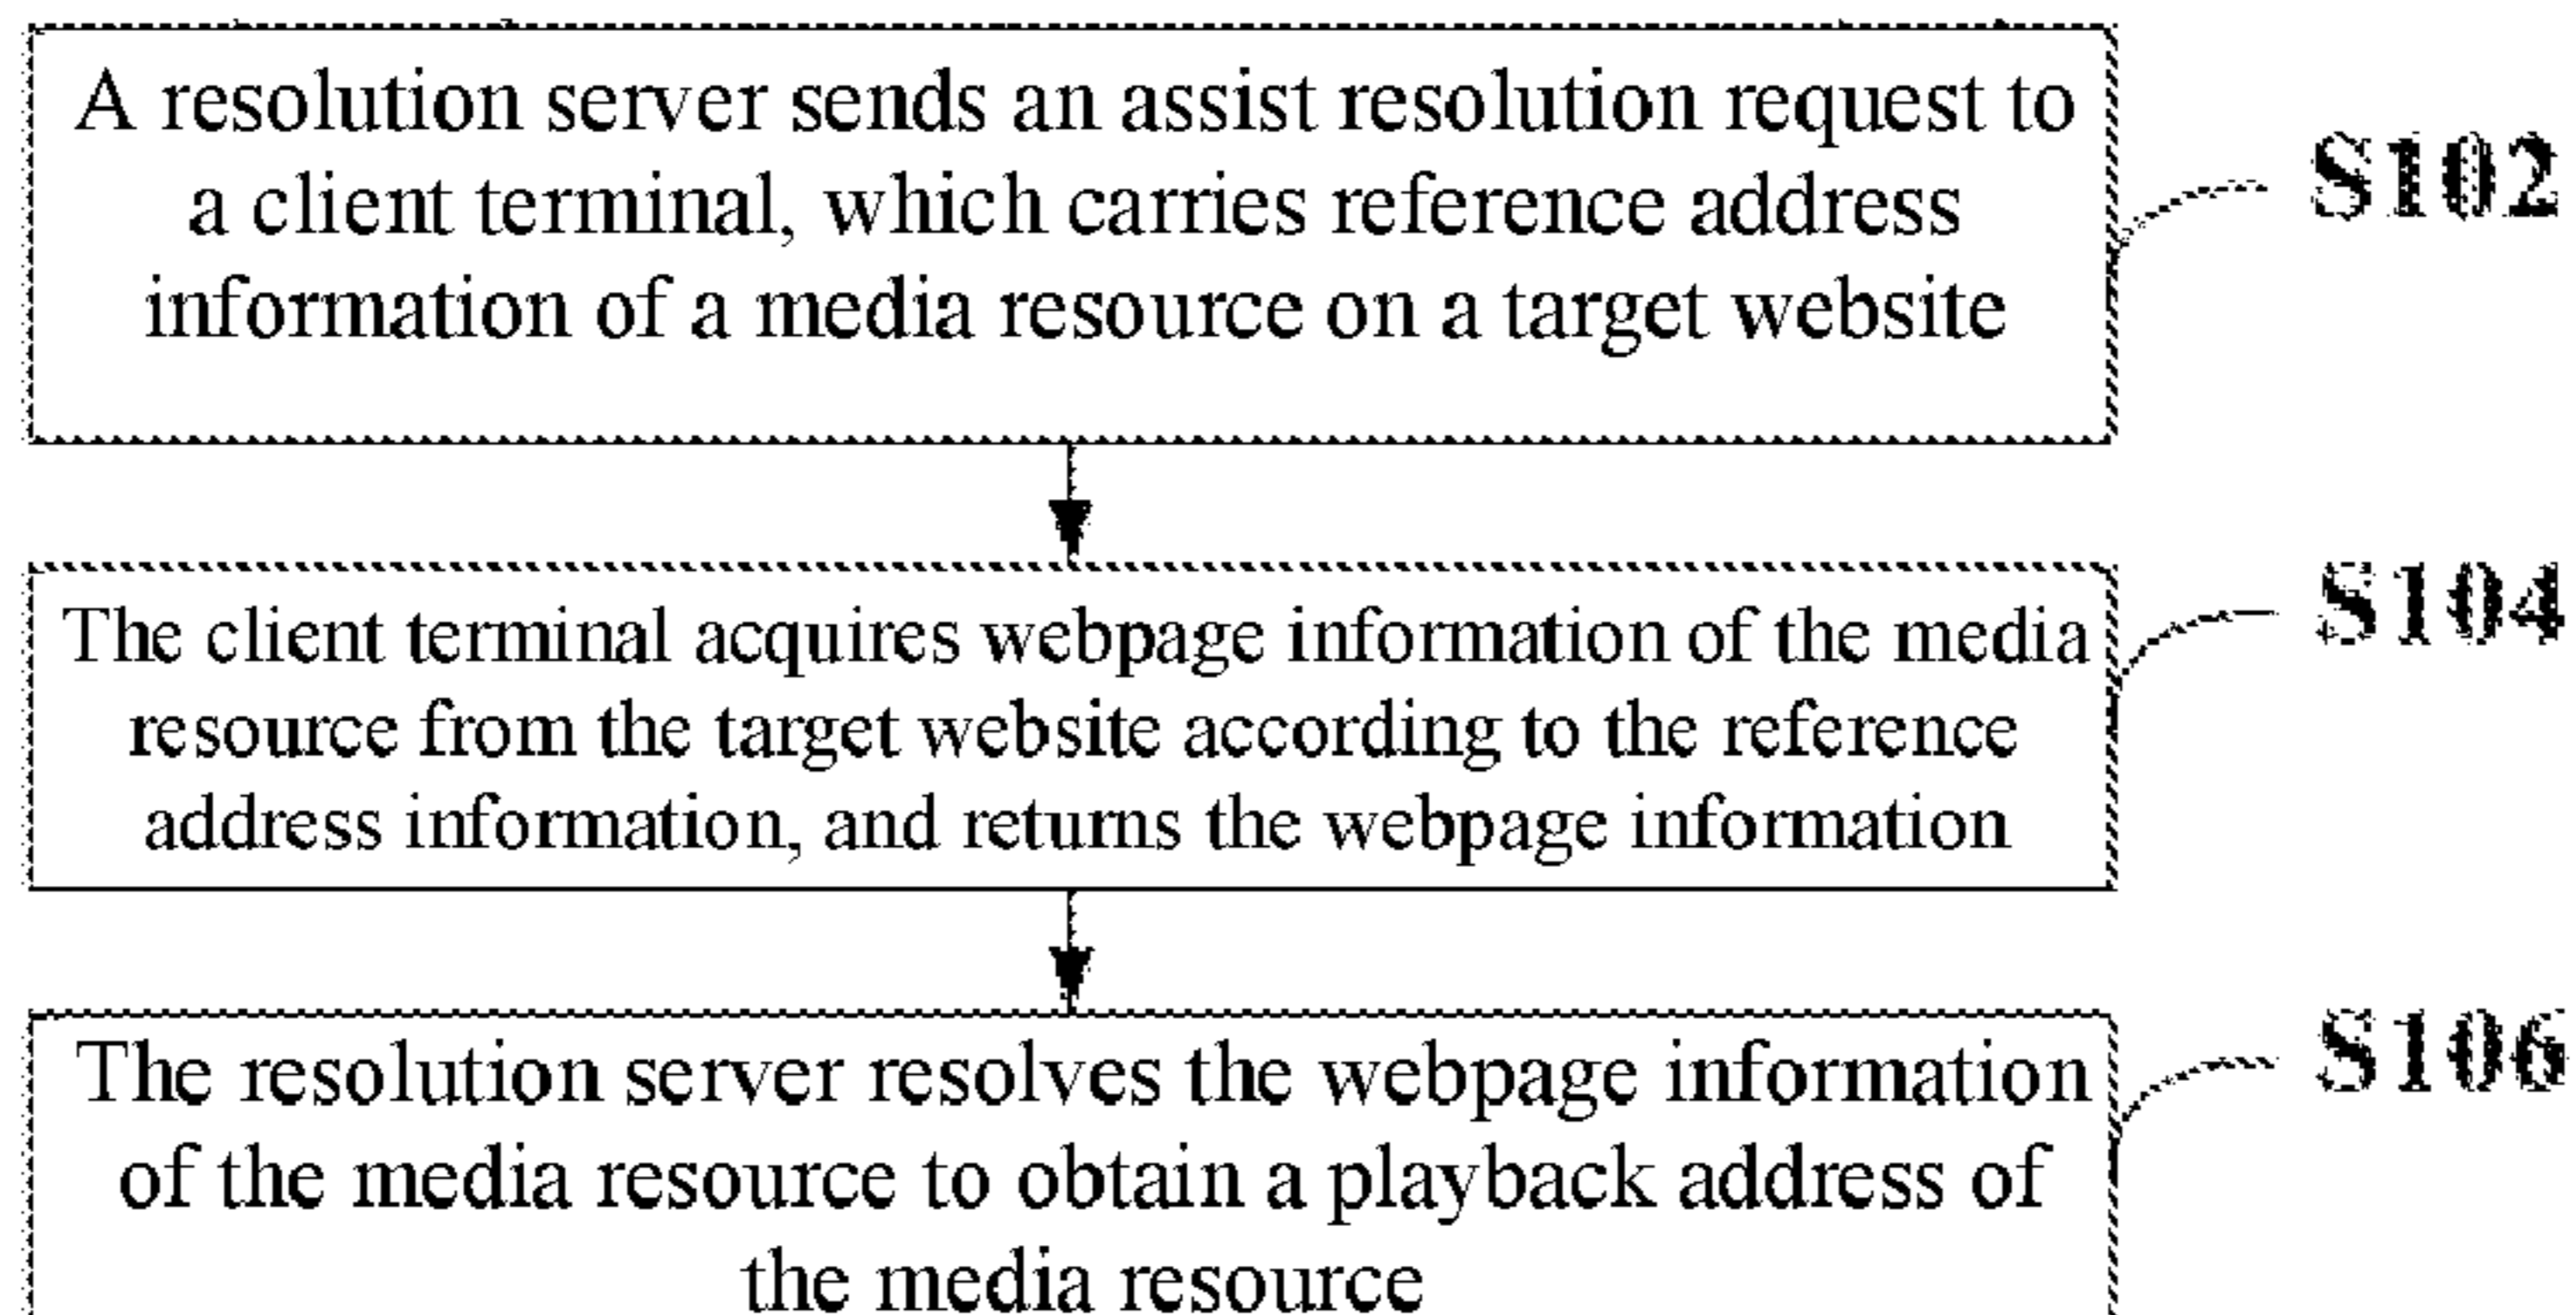 A resolution server sends an assist resolution request to
a client terminal, which carries reference address
information of a media resource on a target website
S102
The client terminal acquires webpage information of the media
resource from the target website according to the reference
address information, and returns the webpage information
S104
The resolution server resolves the webpage information
of the media resource to obtain a playback address of
the media resource
S106